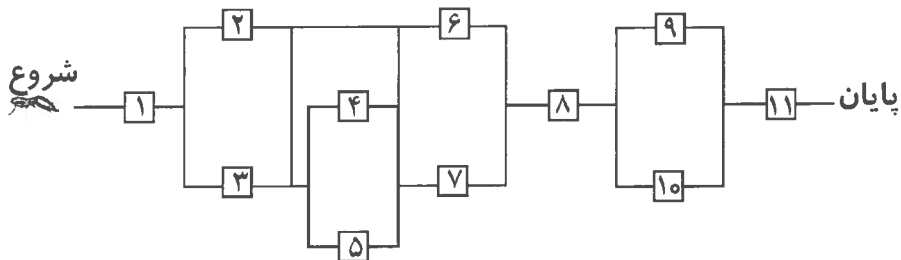 ۲ ۶ ۹
شروع
۱ ۴ ۸ ۱۱ پایان
۳ ۷ ۱۰
۵